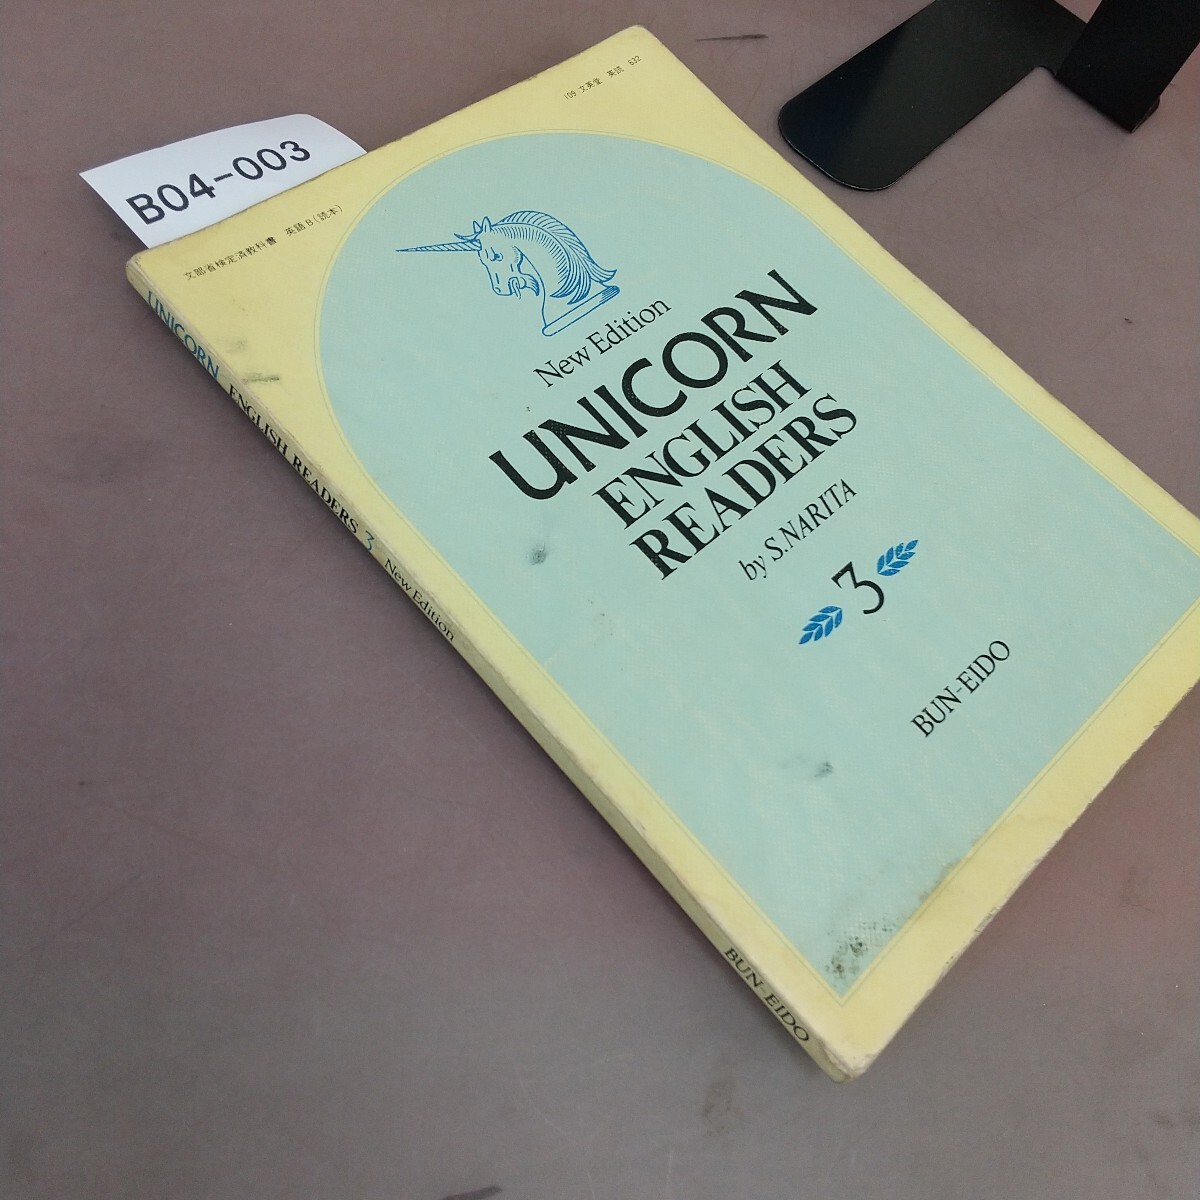 B04-003
109 文英堂 英読 532
文部省検定済教科書 英語B(読本)
New Edition
UNICORN
ENGLISH
READERS
by S.NARITA
3
BUN-EIDO
UNICORN ENGLISH READERS 3 New Edition
BUN-EIDO